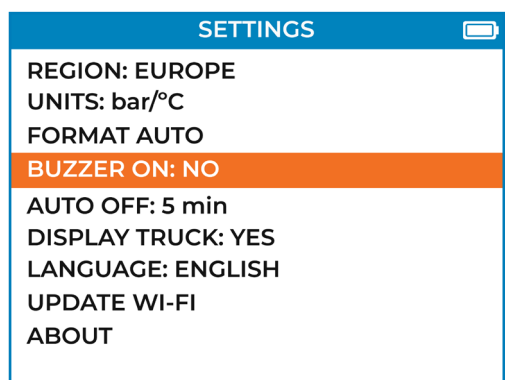 SETTINGS
REGION: EUROPE
UNITS: bar/ºC
FORMAT AUTO
BUZZER ON: NO
AUTO OFF: 5 min
DISPLAY TRUCK: YES
LANGUAGE: ENGLISH
UPDATE WI-FI
ABOUT